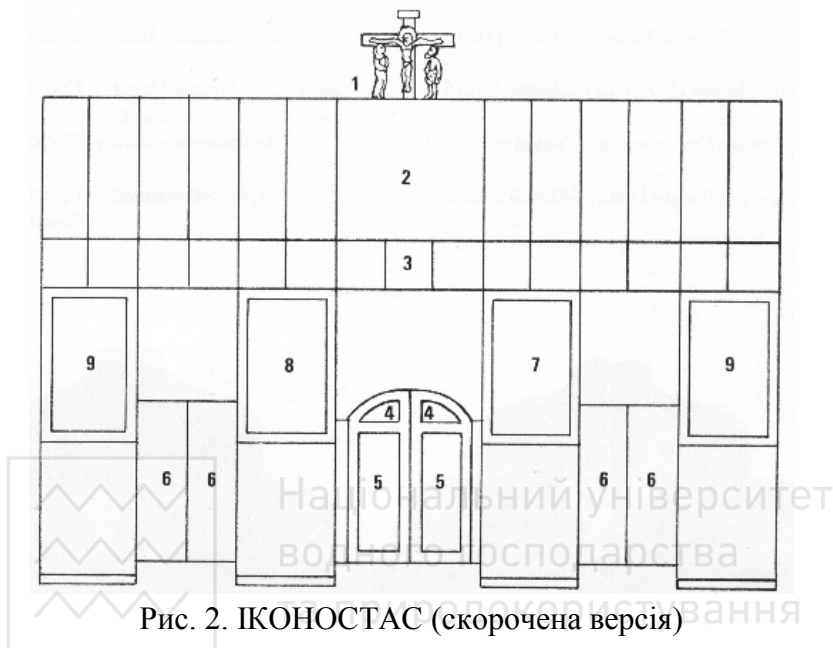 1
2
3
9 8 7 9
4 4
6 6 5 5 6 6
Національний університет
водного господарства
та природокористування
Рис. 2. ІКОНОСТАС (скорочена версія)